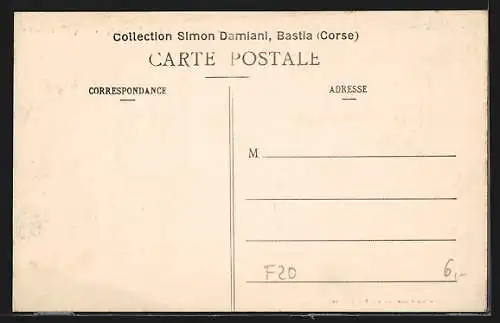 Collection Simon Damiani, Bastia (Corse)
CARTE POSTALE
CORRESPONDANCE
ADRESSE
M
F20
6,-